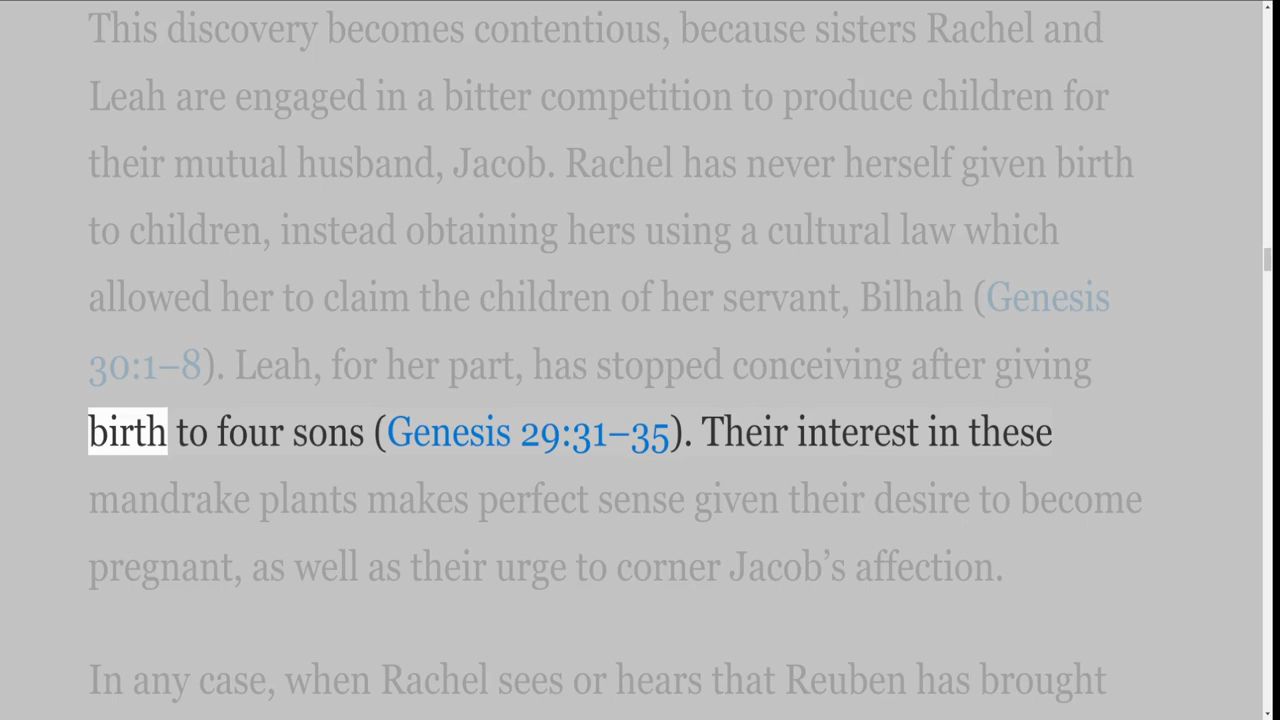 This discovery becomes contentious, because sisters Rachel and
Leah are engaged in a bitter competition to produce children for
their mutual husband, Jacob. Rachel has never herself given birth
to children, instead obtaining hers using a cultural law which
allowed her to claim the children of her servant, Bilhah (Genesis
30:1–8). Leah, for her part, has stopped conceiving after giving
birth to four sons (Genesis 29:31–35). Their interest in these
mandrake plants makes perfect sense given their desire to become
pregnant, as well as their urge to corner Jacob’s affection.
In any case, when Rachel sees or hears that Reuben has brought